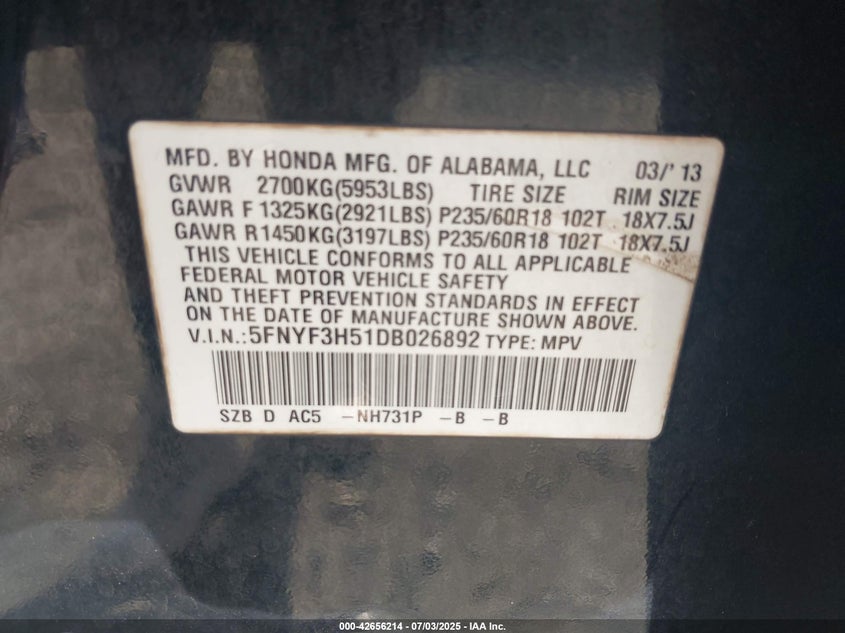 MFD. BY HONDA MFG. OF ALABAMA, LLC 03/' 13
GVWR 2700KG(5953LBS) TIRE SIZE RIM SIZE
GAWR F 1325KG(2921LBS) P235/60R18 102T 18X7.5J
GAWR R1450KG(3197LBS) P235/60R18 102T 18X7.5J
THIS VEHICLE CONFORMS TO ALL APPLICABLE
FEDERAL MOTOR VEHICLE SAFETY
AND THEFT PREVENTION STANDARDS IN EFFECT
ON THE DATE OF MANUFACTURE SHOWN ABOVE.
V.I.N.:5FNYF3H51DB026892 TYPE: MPV
SZB D AC5 -NH731P -B -B
000-42656214 - 07/03/2025 - IAA Inc.